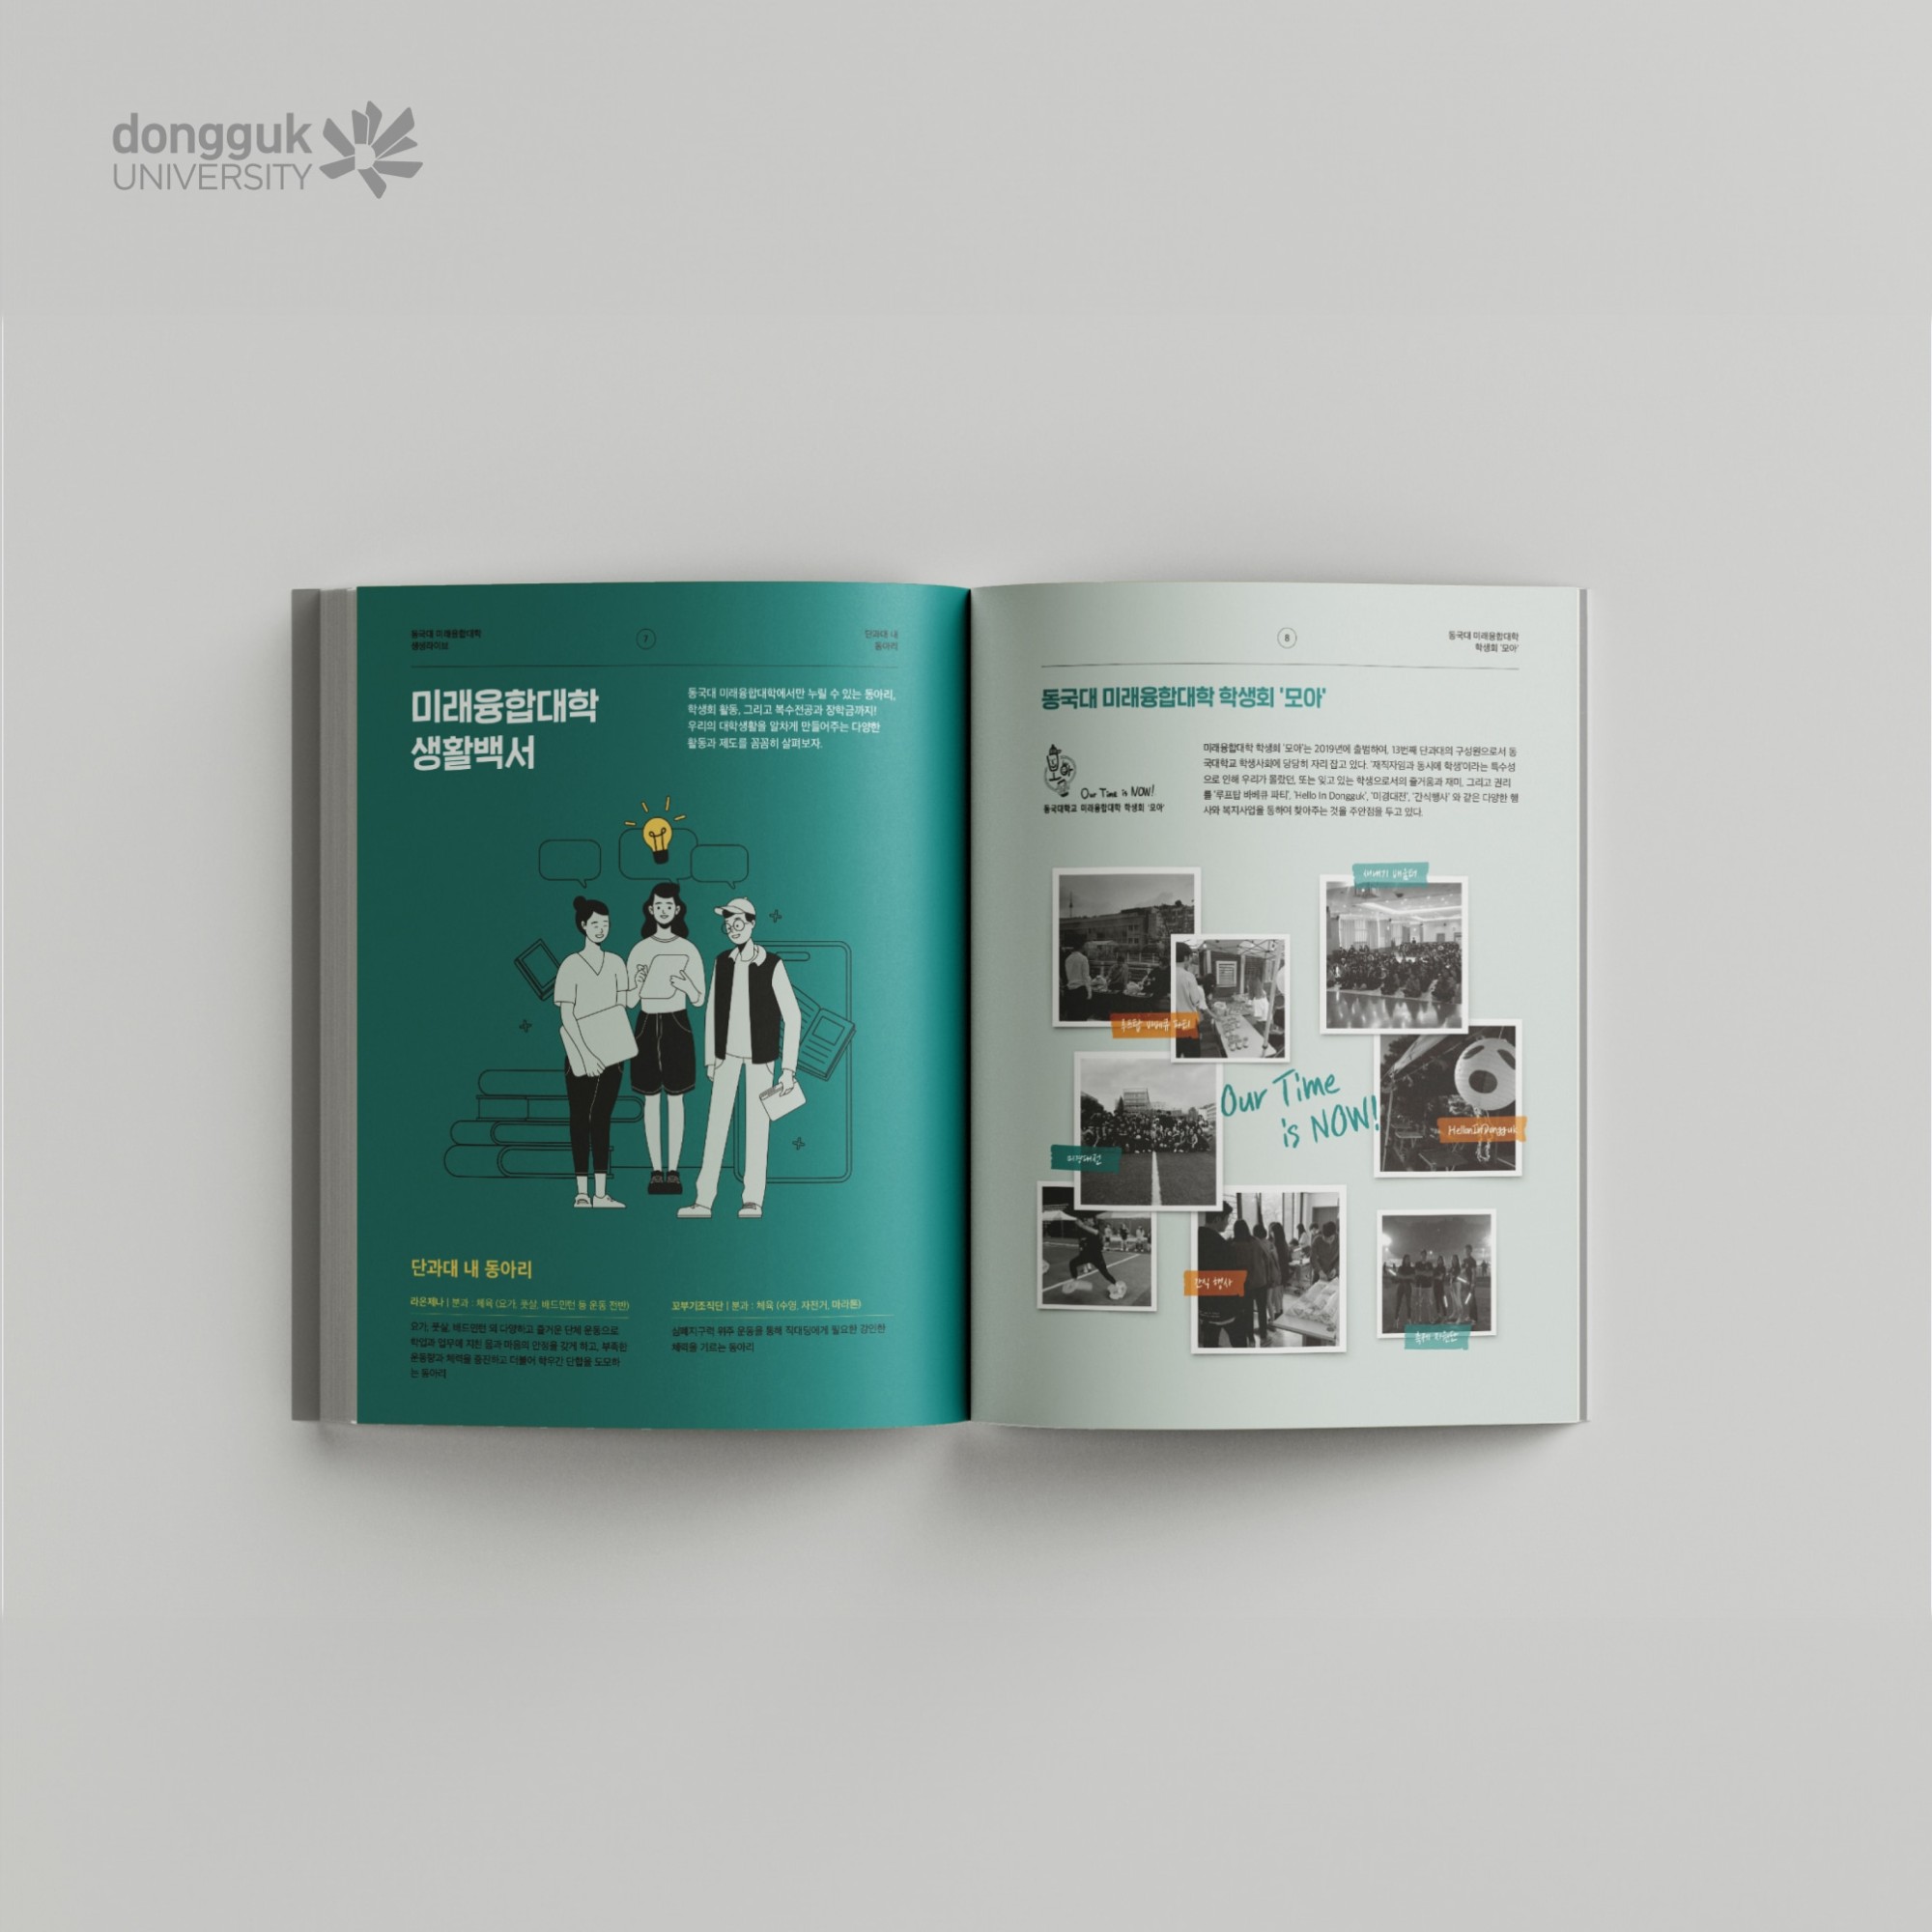 dongguk
UNIVERSITY
동국대 미래융합대학
생생라이브
7
단과대 내
동아리
미래융합대학
생활백서
동국대 미래융합대학에서만 누릴 수 있는 동아리,
학생회 활동, 그리고 복수전공과 장학금까지!
우리의 대학생활을 알차게 만들어주는 다양한
활동과 제도를 꼼꼼히 살펴보자.
단과대 내 동아리
라온제나 | 분과 : 체육 (요가, 풋살, 배드민턴 등 운동 전반)
요가, 풋살, 배드민턴 외 다양하고 즐거운 단체 운동으로
학업과 업무에 지친 몸과 마음의 안정을 갖게 하고, 부족한
운동량과 체력을 증진하고 더불어 학우간 단합을 도모하
는 동아리
꼬부기조직단 | 분과 : 체육 (수영, 자전거, 마라톤)
심폐지구력 위주 운동을 통해 직대딩에게 필요한 강인한
체력을 기르는 동아리
8
동국대 미래융합대학
학생회 '모아'
동국대 미래융합대학 학생회 '모아'
모아
Our Time is NOW!
동국대학교 미래융합대학 학생회 '모아'
미래융합대학 학생회 '모아'는 2019년에 출범하여, 13번째 단과대의 구성원으로서 동
국대학교 학생사회에 당당히 자리 잡고 있다. '재직자임과 동시에 학생'이라는 특수성
으로 인해 우리가 몰랐던, 또는 잊고 있는 학생으로서의 즐거움과 재미, 그리고 권리
를 '루프탑 바베큐 파티', 'Hello In Dongguk', '미경대전', '간식행사' 와 같은 다양한 행
사와 복지사업을 통하여 찾아주는 것을 주안점을 두고 있다.
새내기 배움터
루프탑 바베큐 파티
Our Time
is NOW!
HelloInDongguk
미경대전
간식 행사
축제 지원단